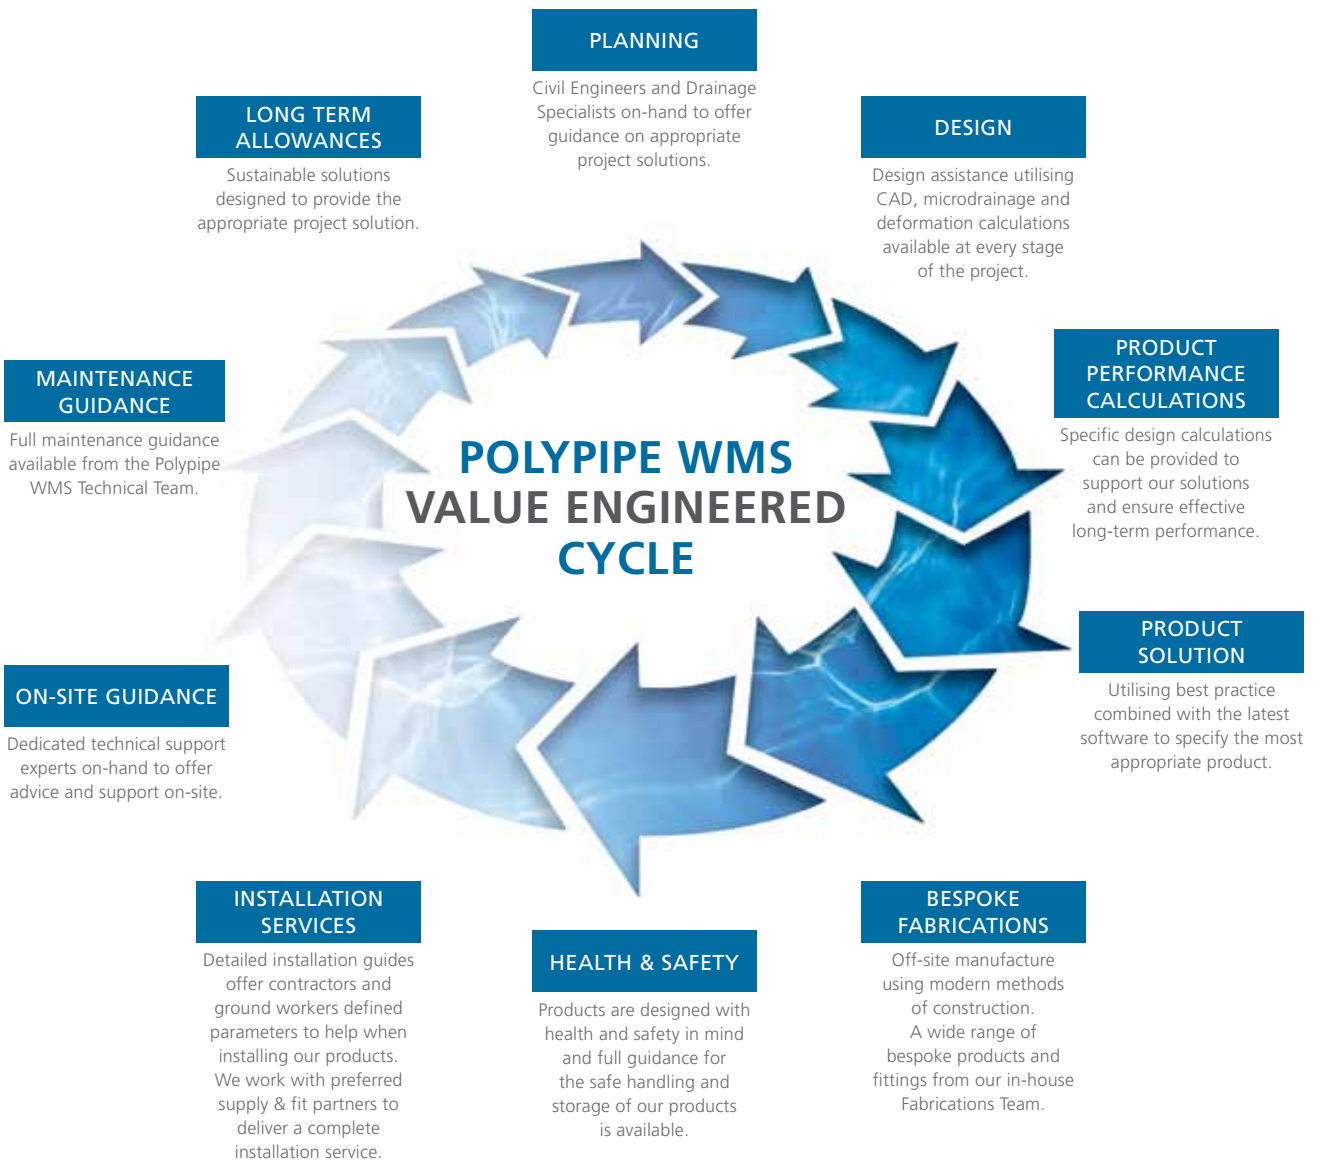 PLANNING
Civil Engineers and Drainage
Specialists on-hand to offer
guidance on appropriate
project solutions.
DESIGN
Design assistance utilising
CAD, microdrainage and
deformation calculations
available at every stage
of the project.
PRODUCT
PERFORMANCE
CALCULATIONS
Specific design calculations
can be provided to
support our solutions
and ensure effective
long-term performance.
PRODUCT
SOLUTION
Utilising best practice
combined with the latest
software to specify the most
appropriate product.
BESPOKE
FABRICATIONS
Off-site manufacture
using modern methods
of construction.
A wide range of
bespoke products and
fittings from our in-house
Fabrications Team.
HEALTH & SAFETY
Products are designed with
health and safety in mind
and full guidance for
the safe handling and
storage of our products
is available.
INSTALLATION
SERVICES
Detailed installation guides
offer contractors and
ground workers defined
parameters to help when
installing our products.
We work with preferred
supply & fit partners to
deliver a complete
installation service.
ON-SITE GUIDANCE
Dedicated technical support
experts on-hand to offer
advice and support on-site.
MAINTENANCE
GUIDANCE
Full maintenance guidance
available from the Polypipe
WMS Technical Team.
LONG TERM
ALLOWANCES
Sustainable solutions
designed to provide the
appropriate project solution.
POLYPIPE WMS
VALUE ENGINEERED
CYCLE